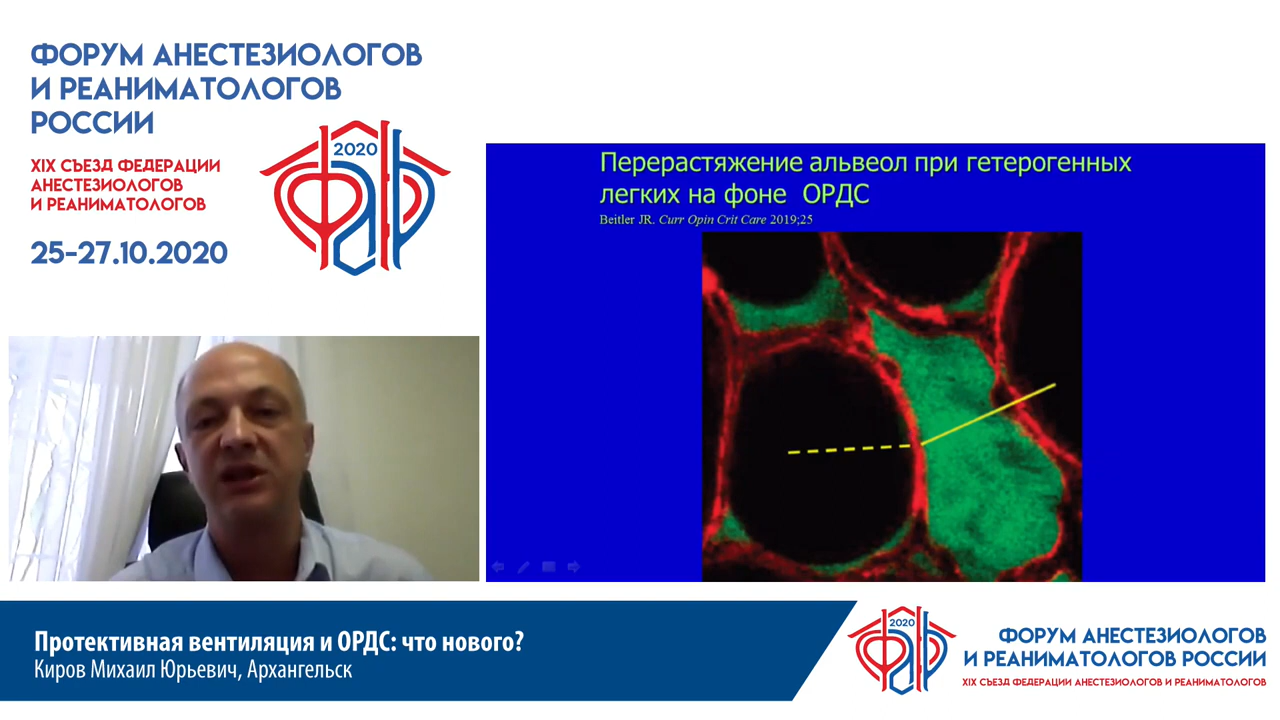 ФОРУМ АНЕСТЕЗИОЛОГОВ
И РЕАНИМАТОЛОГОВ
РОССИИ
XIX СЪЕЗД ФЕДЕРАЦИИ
АНЕСТЕЗИОЛОГОВ
И РЕАНИМАТОЛОГОВ
25-27.10.2020
2020
ФАР
Перерастяжение альвеол при гетерогенных
легких на фоне ОРДС
Beitler JR. Curr Opin Crit Care 2019;25
Протективная вентиляция и ОРДС: что нового?
Киров Михаил Юрьевич, Архангельск
2020
ФАР
ФОРУМ АНЕСТЕЗИОЛОГОВ
И РЕАНИМАТОЛОГОВ РОССИИ
XIX СЪЕЗД ФЕДЕРАЦИИ АНЕСТЕЗИОЛОГОВ И РЕАНИМАТОЛОГОВ